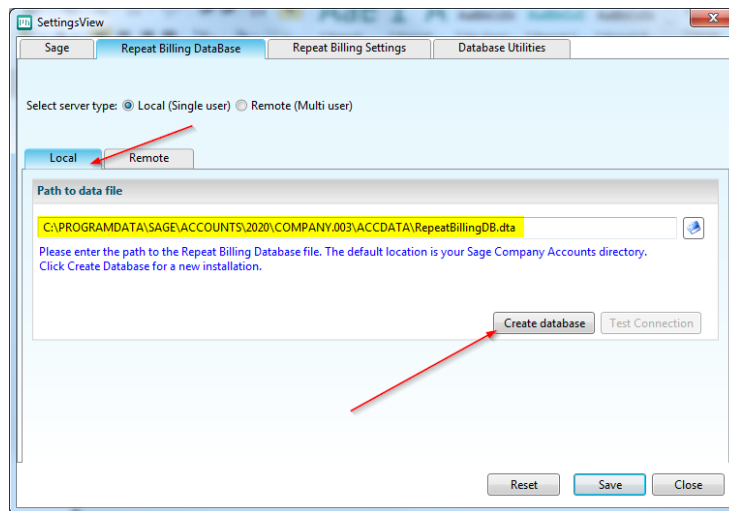 SettingsView
Sage
Repeat Billing DataBase
Repeat Billing Settings
Database Utilities
Select server type:
Local (Single user)
Remote (Multi user)
Local
Remote
Path to data file
C:\PROGRAMDATA\SAGE\ACCOUNTS\2020\COMPANY.003\ACCDATA\RepeatBillingDB.dta
Please enter the path to the Repeat Billing Database file. The default location is your Sage Company Accounts directory.
Click Create Database for a new installation.
Create database
Test Connection
Reset
Save
Close